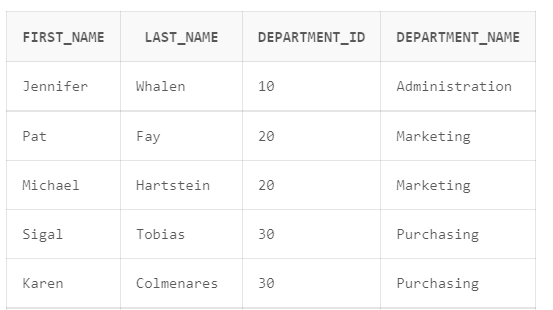 FIRST_NAME LAST_NAME DEPARTMENT_ID DEPARTMENT_NAME
Jennifer Whalen 10 Administration
Pat Fay 20 Marketing
Michael Hartstein 20 Marketing
Sigal Tobias 30 Purchasing
Karen Colmenares 30 Purchasing